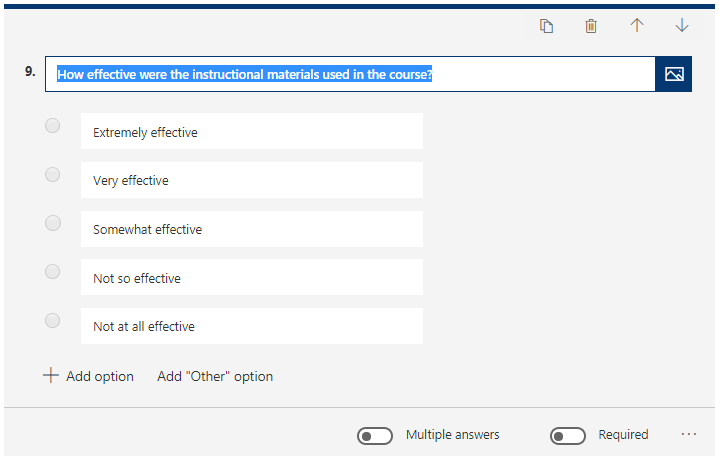 9. How effective were the instructional materials used in the course?
Extremely effective
Very effective
Somewhat effective
Not so effective
Not at all effective
Add option Add "Other" option
Multiple answers Required